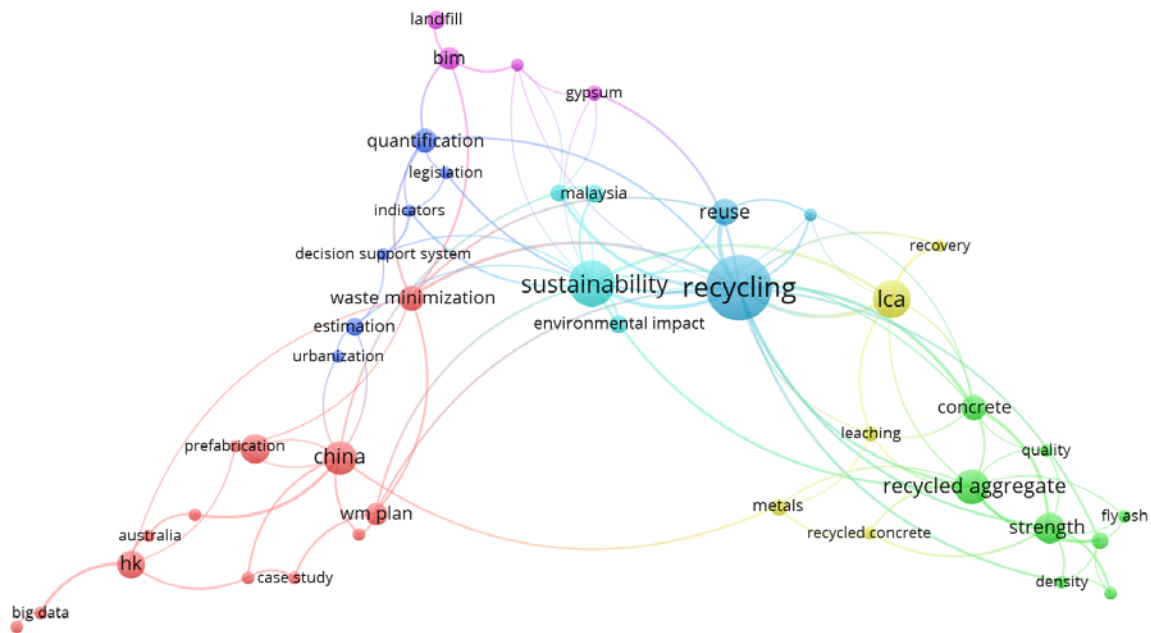 landfill
bim
gypsum
quantification
legislation
malaysia
indicators
reuse
decision support system
recovery
sustainability
recycling
waste minimization
lca
estimation
environmental impact
urbanization
concrete
leaching
prefabrication
quality
china
recycled aggregate
metals
wm plan
fly ash
strength
recycled concrete
australia
hk
case study
density
big data